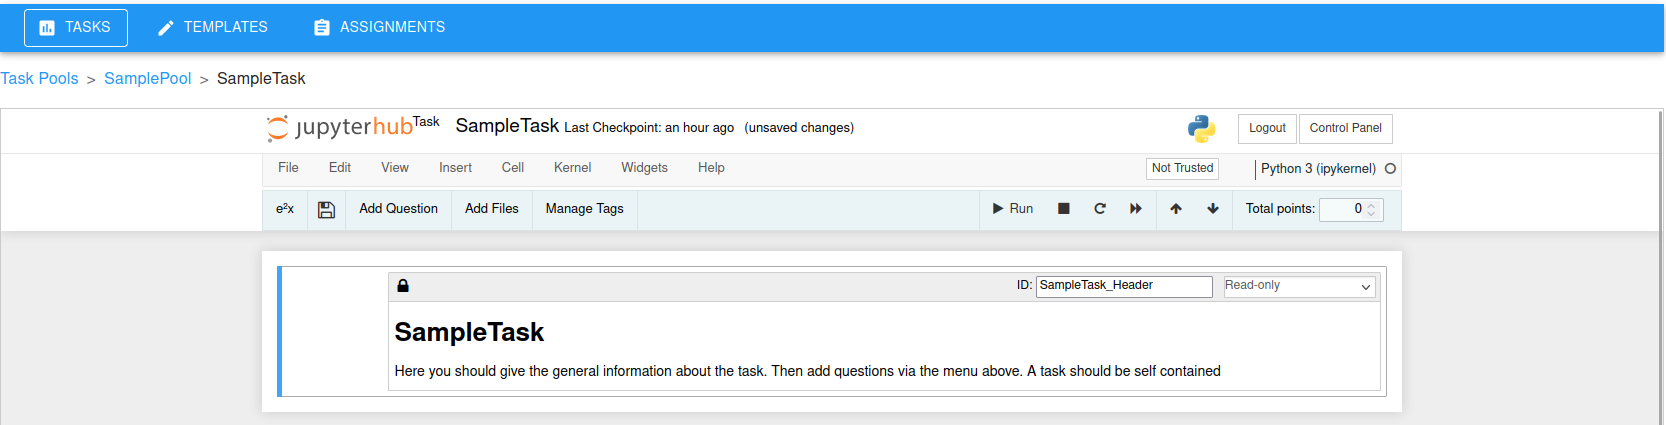 TASKS TEMPLATES ASSIGNMENTS
Task Pools > SamplePool > SampleTask
jupyterhub Task SampleTask Last Checkpoint: an hour ago (unsaved changes) Logout Control Panel
File Edit View Insert Cell Kernel Widgets Help Not Trusted Python 3 (ipykernel)
e²x Add Question Add Files Manage Tags Run Total points: 0
ID: SampleTask_Header Read-only
SampleTask
Here you should give the general information about the task. Then add questions via the menu above. A task should be self contained